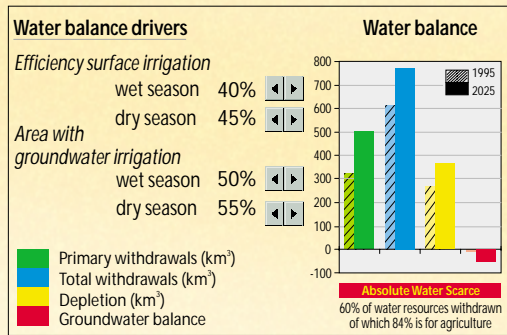 Water balance drivers
Efficiency surface irrigation
wet season 40%
dry season 45%
Area with
groundwater irrigation
wet season 50%
dry season 55%
Primary withdrawals (km³)
Total withdrawals (km³)
Depletion (km³)
Groundwater balance
Water balance
800
700
600
500
400
300
200
100
0
-100
1995
2025
Absolute Water Scarce
60% of water resources withdrawn
of which 84% is for agriculture